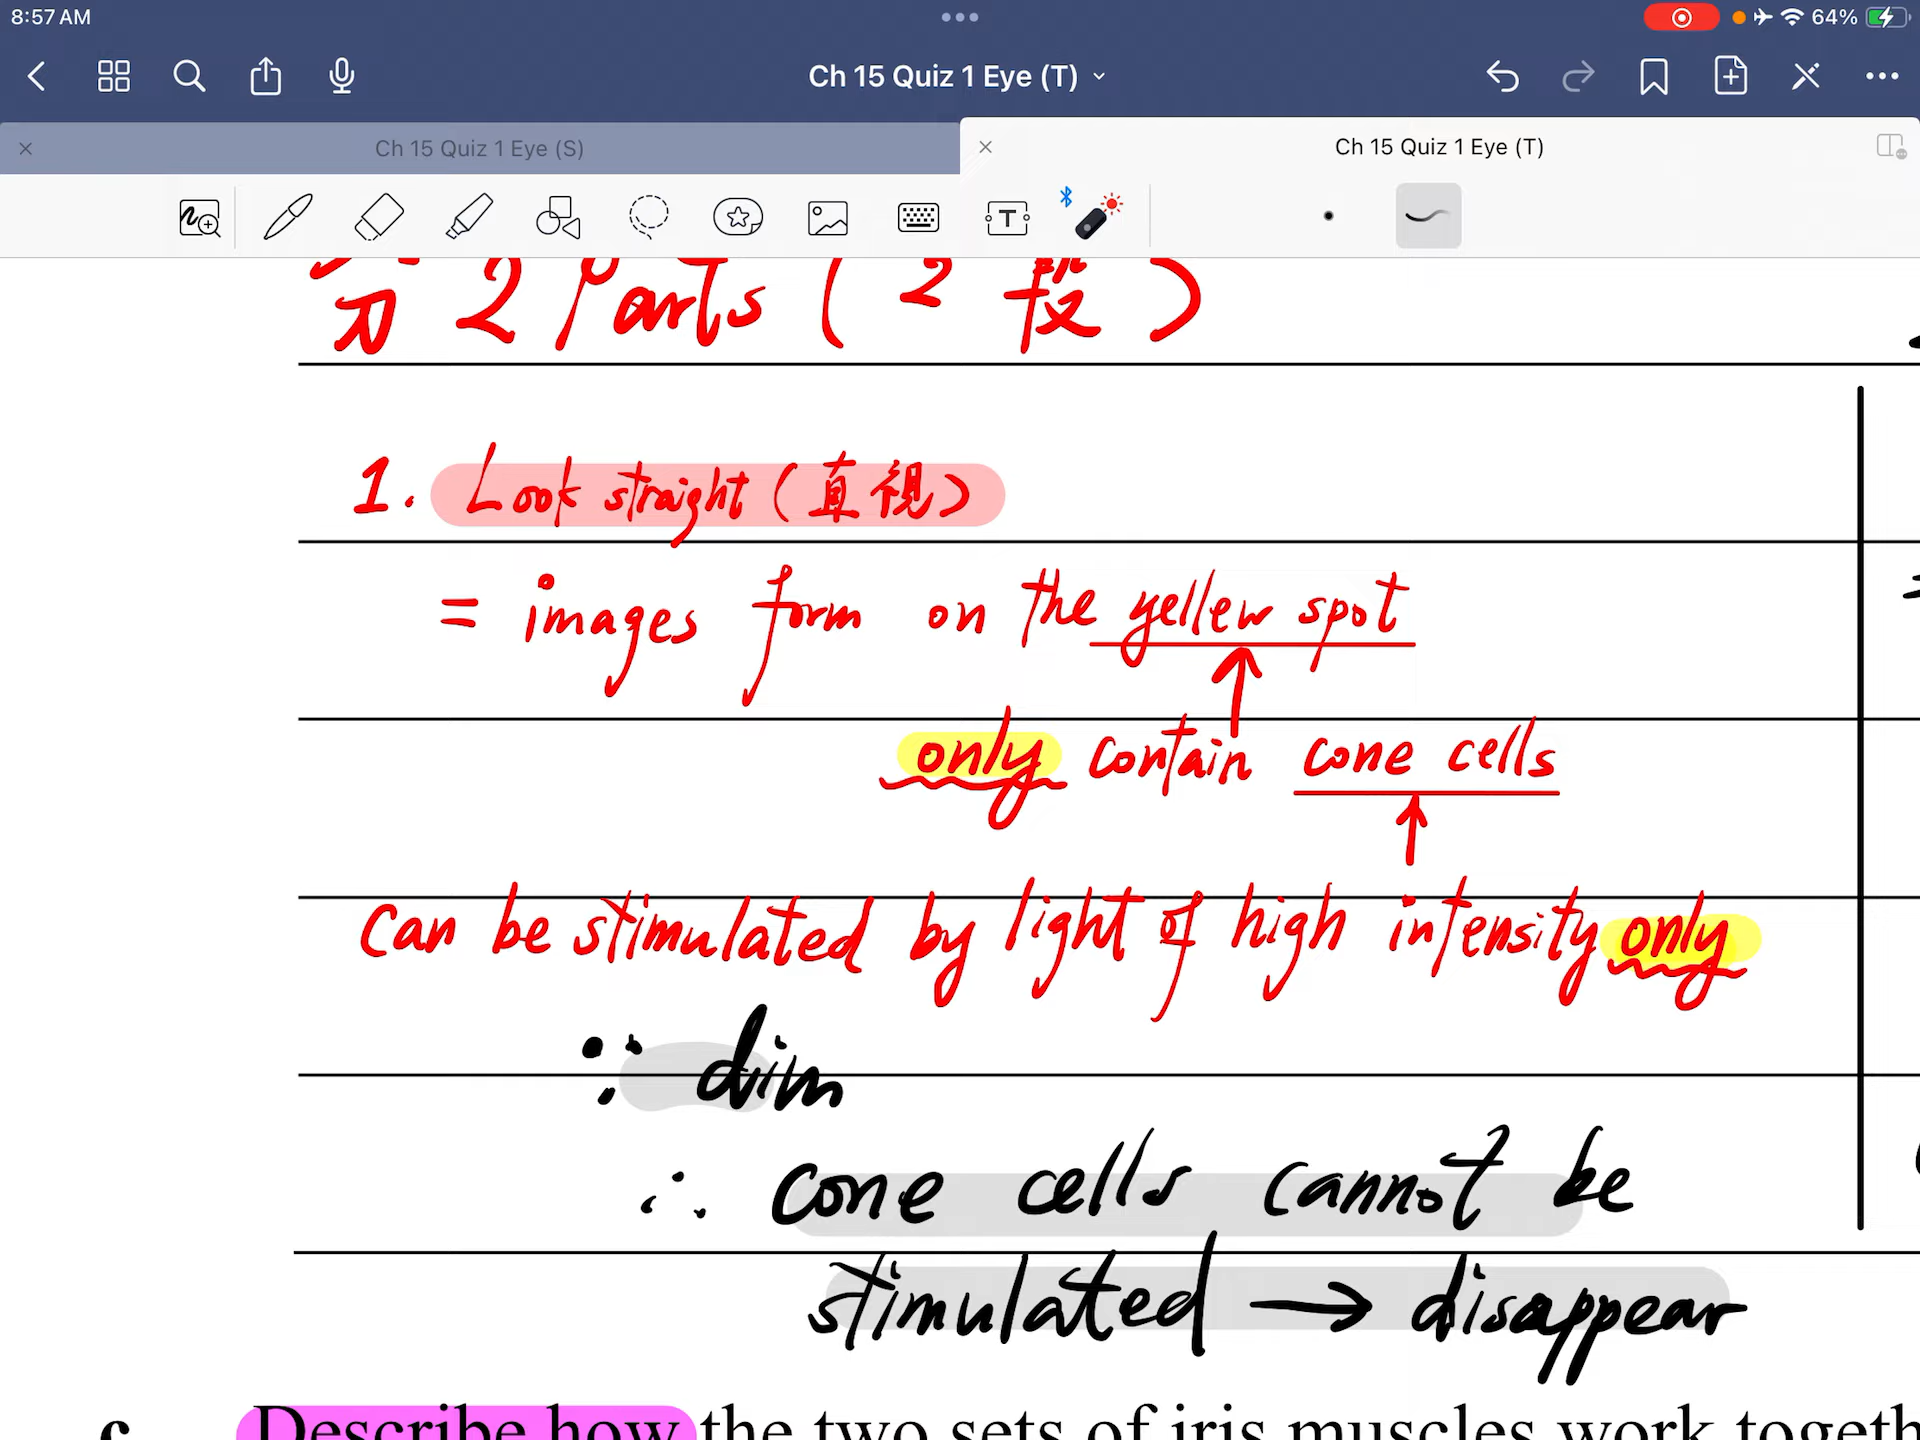 8:57 AM
64%
Ch 15 Quiz 1 Eye (T)
Ch 15 Quiz 1 Eye (S)
Ch 15 Quiz 1 Eye (T)
分 2 Parts ( 2 段 )
1. Look straight (直視)
= images form on the yellew spot
only contain cone cells
can be stimulated by light of high intensity only
∵ dim
∴ cone cells cannot be
stimulated → disappear
c. Describe how the two sets of iris muscles work togeth